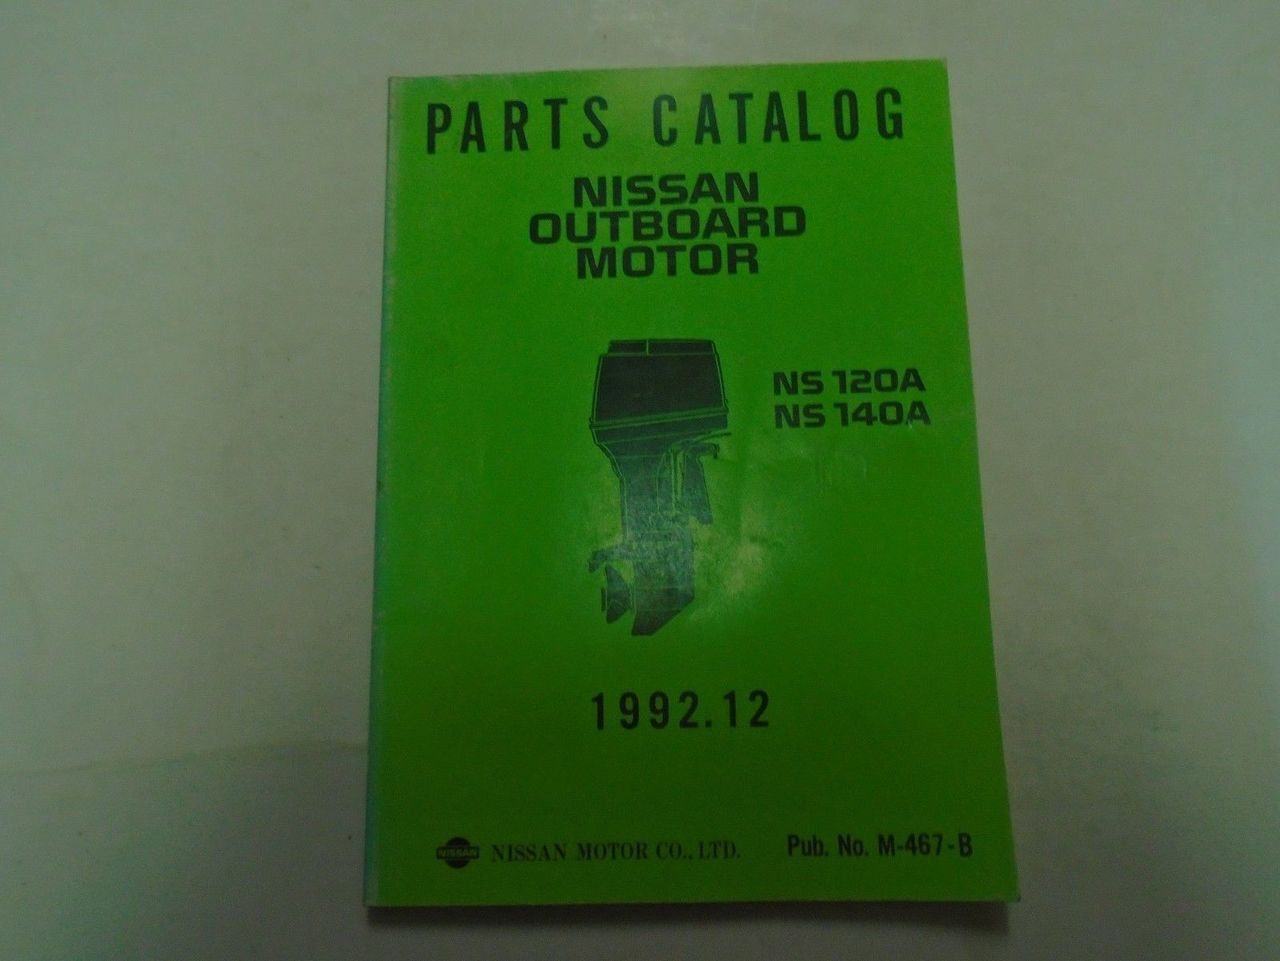 PARTS CATALOG
NISSAN
OUTBOARD
MOTOR
NS 120A
NS 140A
1992.12
NISSAN NISSAN MOTOR CO., LTD. Pub. No. M-467-B